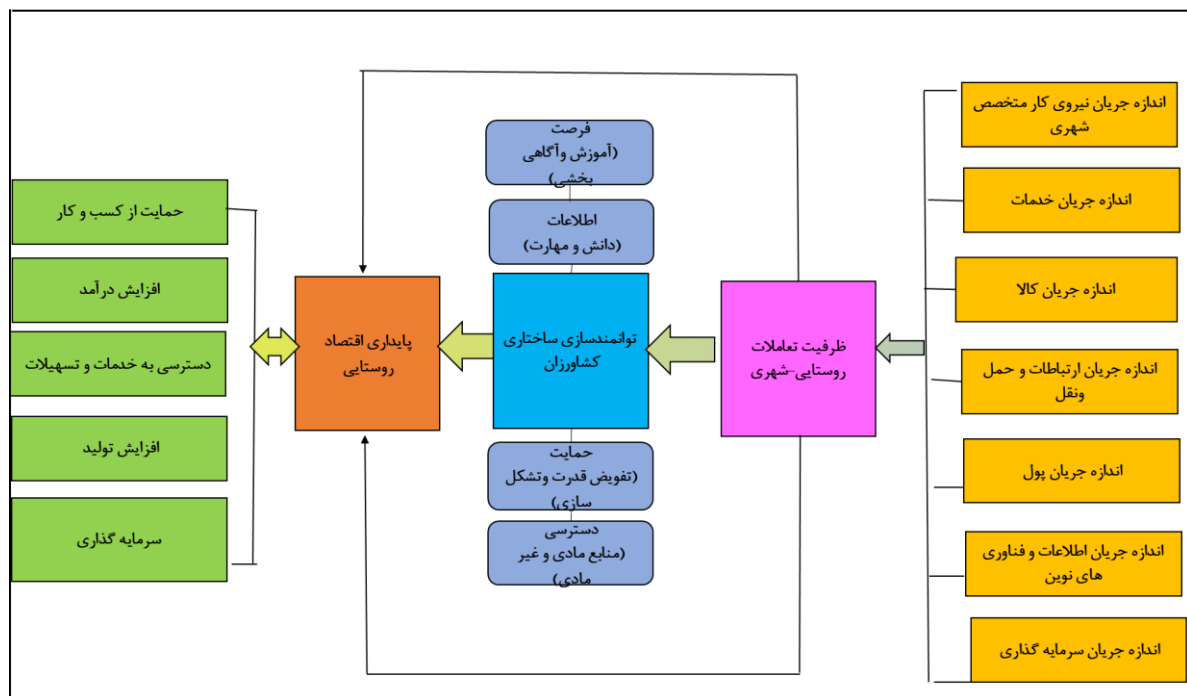 اندازه جریان نیروی کار متخصص
شهری
اندازه جریان خدمات
اندازه جریان کالا
اندازه جریان ارتباطات و حمل
ونقل
اندازه جریان پول
اندازه جریان اطلاعات و فناوری
های نوین
اندازه جریان سرمایه گذاری
ظرفیت تعاملات
روستایی-شهری
فرصت
(آموزش وآگاهی
بخشی)
اطلاعات
(دانش و مهارت)
توانمندسازی ساختاری
کشاورزان
حمایت
(تفویض قدرت وتشکل
سازی)
دسترسی
(منابع مادی و غیر
مادی)
پایداری اقتصاد
روستایی
حمایت از کسب و کار
افزایش درآمد
دسترسی به خدمات و تسهیلات
افزایش تولید
سرمایه گذاری